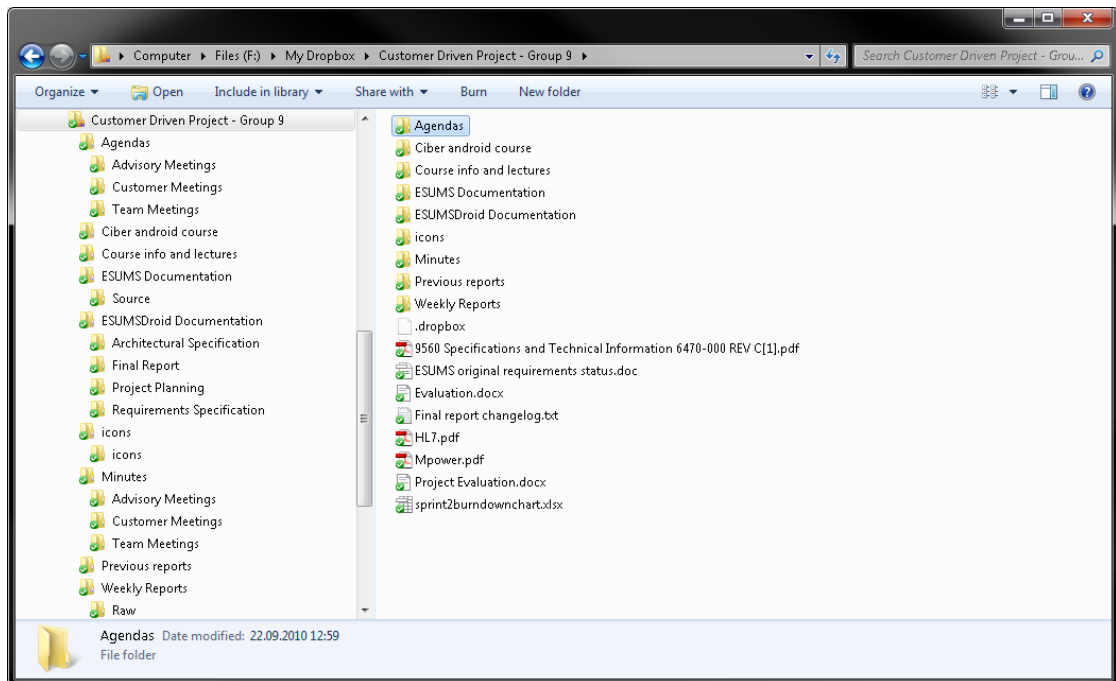 Computer Files (F:) My Dropbox Customer Driven Project - Group 9
Search Customer Driven Project - Grou...
Organize Open Include in library Share with Burn New folder
Customer Driven Project - Group 9
Agendas
Advisory Meetings
Customer Meetings
Team Meetings
Ciber android course
Course info and lectures
ESUMS Documentation
Source
ESUMSDroid Documentation
Architectural Specification
Final Report
Project Planning
Requirements Specification
icons
icons
Minutes
Advisory Meetings
Customer Meetings
Team Meetings
Previous reports
Weekly Reports
Raw
Agendas
Ciber android course
Course info and lectures
ESUMS Documentation
ESUMSDroid Documentation
icons
Minutes
Previous reports
Weekly Reports
.dropbox
9560 Specifications and Technical Information 6470-000 REV C[1].pdf
ESUMS original requirements status.doc
Evaluation.docx
Final report changelog.txt
HL7.pdf
Mpower.pdf
Project Evaluation.docx
sprint2burndownchart.xlsx
Agendas Date modified: 22.09.2010 12:59
File folder